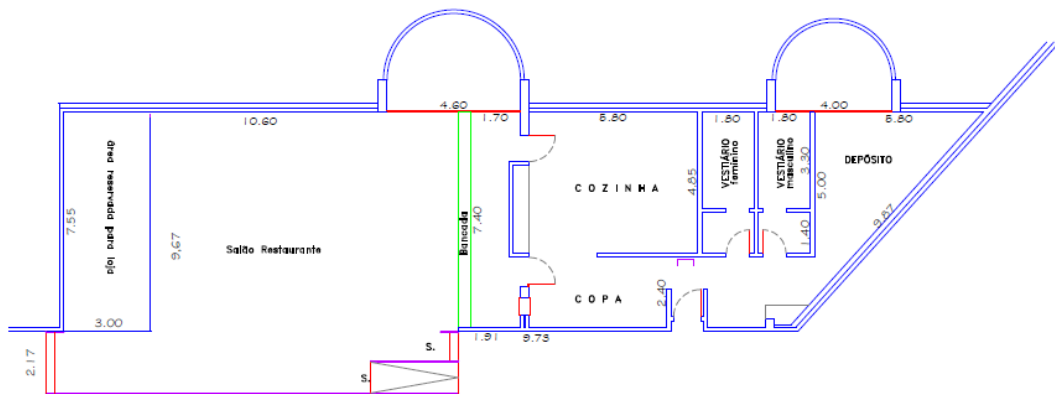 4.60
4.00
10.60
1.70
5.80
1.80
1.80
5.80
área reservada para loja
7.55
9,67
Salão Restaurante
Bancada
7.40
COZINHA
4.85
VESTIÁRIO
feminino
VESTIÁRIO
masculino
3.30
5.00
DEPÓSITO
9.87
1.40
COPA
2.40
3.00
1.91
9.73
2.17
S.
S.